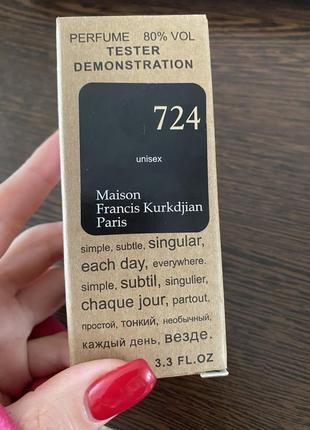 PERFUME 80% VOL
TESTER
DEMONSTRATION
724
unisex
Maison
Francis Kurkdjian
Paris
simple, subtle, singular,
each day, everywhere.
simple, subtil, singulier,
chaque jour, partout,
простой, тонкий, необычный,
каждый день, везде.
3.3 FL.OZ